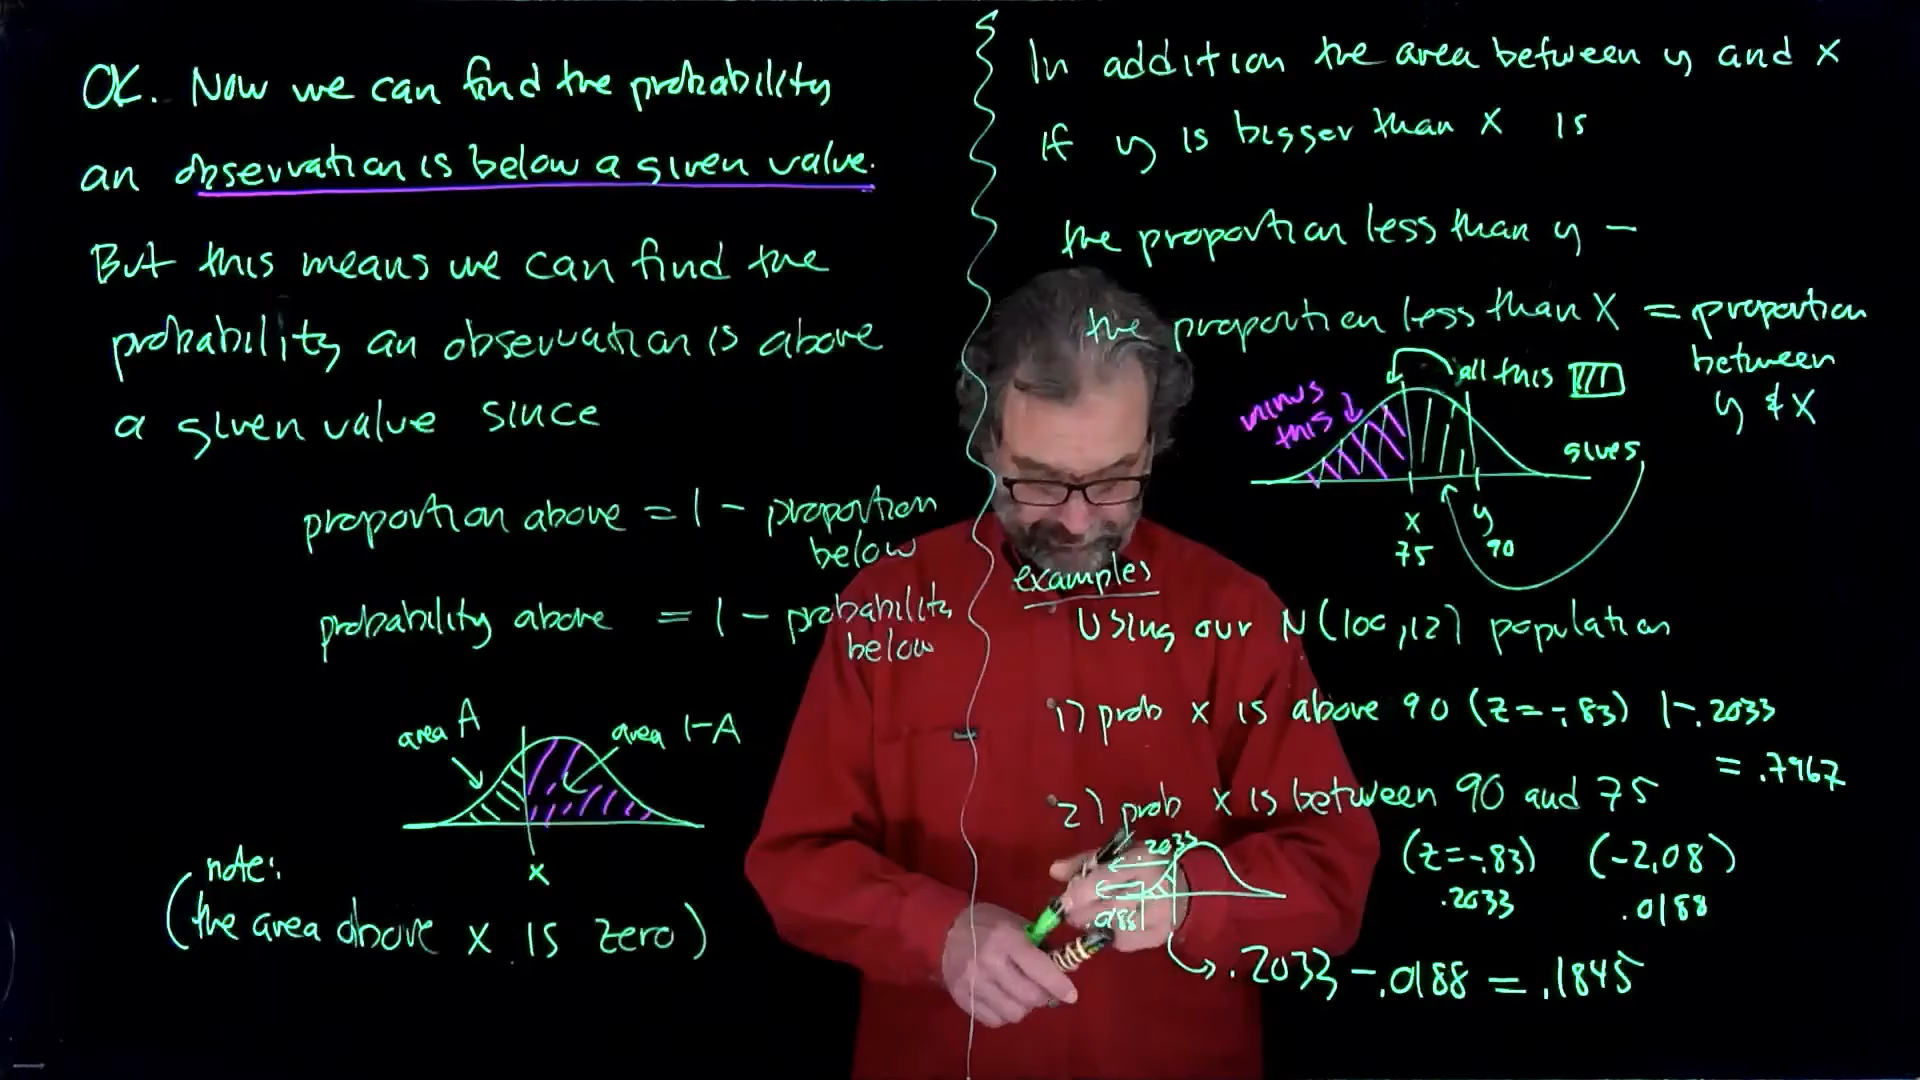 OK. Now we can find the probability
an observation is below a given value.
But this means we can find the
probability an observation is above
a given value since
proportion above = 1 - proportion
below
probability above = 1 - probability
below
area A
area 1-A
x
note:
(the area above x is zero)
In addition the area between y and x
if y is bigger than x is
the proportion less than y -
the proportion less than x = proportion
between
y & x
all this
minus
this
gives
x
75
y
90
examples
Using our N(100,12) population
1) prob x is above 90 (z=-.83) 1-.2033
= .7967
2) prob x is between 90 and 75
(z=-.83) (-2.08)
.2033 .0188
.2033
.0188
.2033 - .0188 = .1845